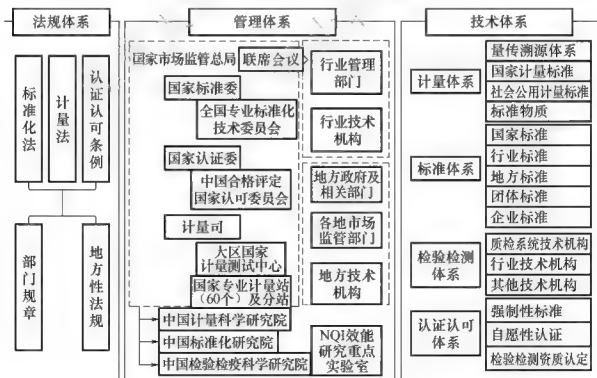 法规体系
标准化法
计量法
认证认可条例
部门规章
地方性法规
管理体系
国家市场监管总局
联席会议
国家标准委
全国专业标准化
技术委员会
国家认证委
中国合格评定
国家认可委员会
计量司
大区国家
计量测试中心
国家专业计量站
(60个)及分站
中国计量科学研究院
中国标准化研究院
中国检验检疫科学研究院
行业管理
部门
行业技术
机构
地方政府及
相关部门
各地市场
监管部门
地方技术
机构
NQI效能
研究重点
实验室
技术体系
计量体系
量传溯源体系
国家计量标准
社会公用计量标准
标准物质
标准体系
国家标准
行业标准
地方标准
团体标准
企业标准
检验检测
体系
质检系统技术机构
行业技术机构
其他技术机构
认证认可
体系
强制性标准
自愿性认证
检验检测资质认定